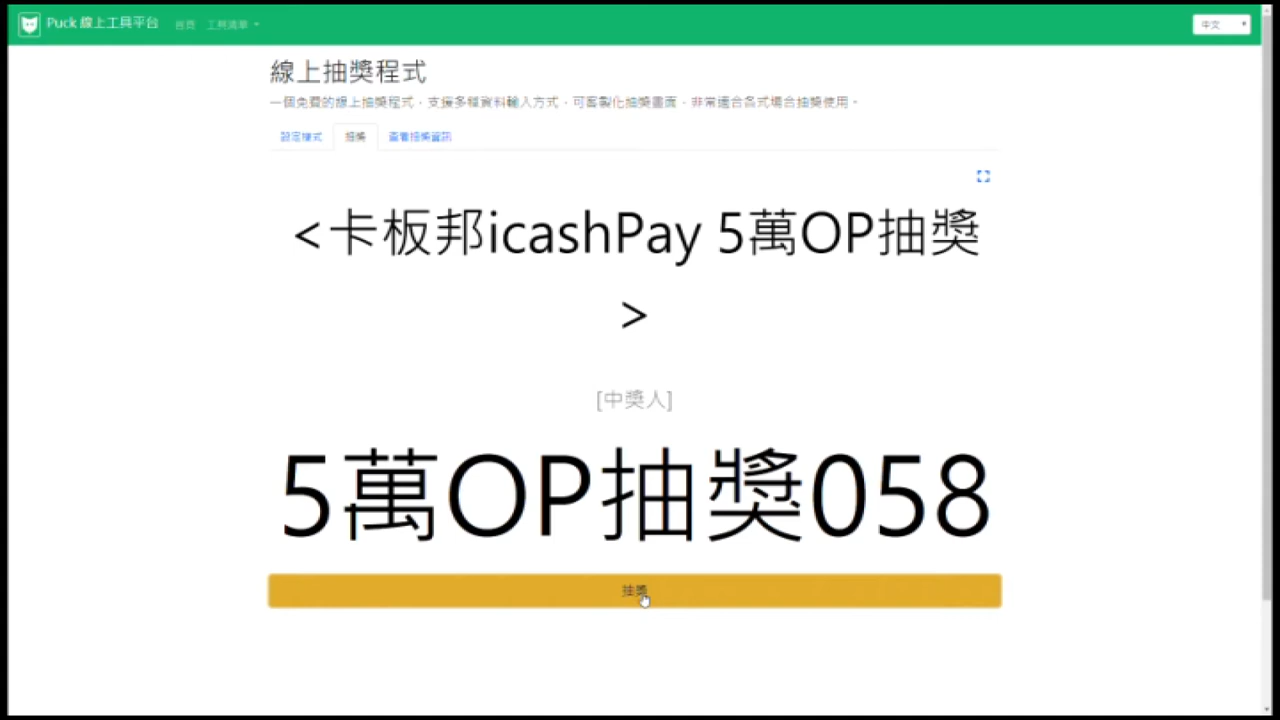 Puck 線上工具平台
首頁 工具清單
中文
線上抽獎程式
一個免費的線上抽獎程式，支援多種資料輸入方式，可客製化抽獎畫面，非常適合各式場合抽獎使用。
設定樣式 抽獎 查看抽獎資訊
<卡板邦icashPay 5萬OP抽獎
>
[中獎人]
5萬OP抽獎058
抽獎